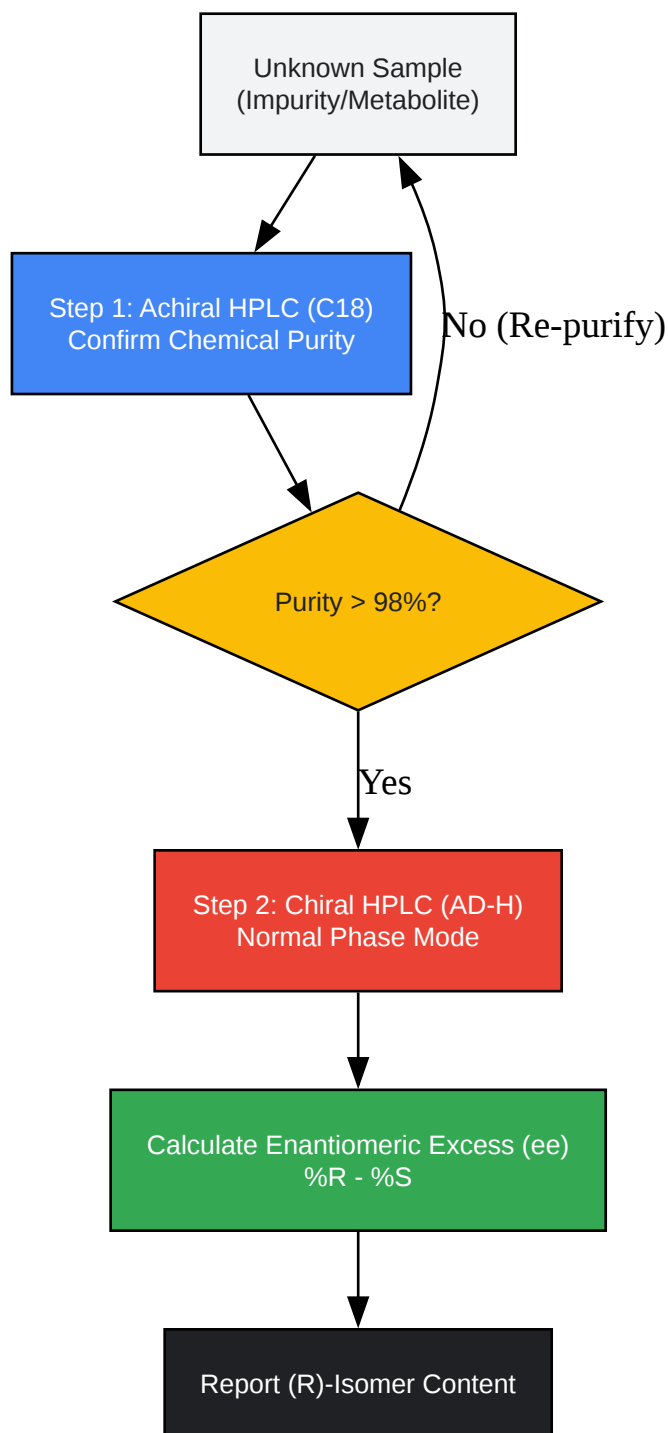 Unknown Sample
(Impurity/Metabolite)
Step 1: Achiral HPLC (C18)
Confirm Chemical Purity
No (Re-purify)
Purity > 98%?
Yes
Step 2: Chiral HPLC (AD-H)
Normal Phase Mode
Calculate Enantiomeric Excess (ee)
%R - %S
Report (R)-Isomer Content